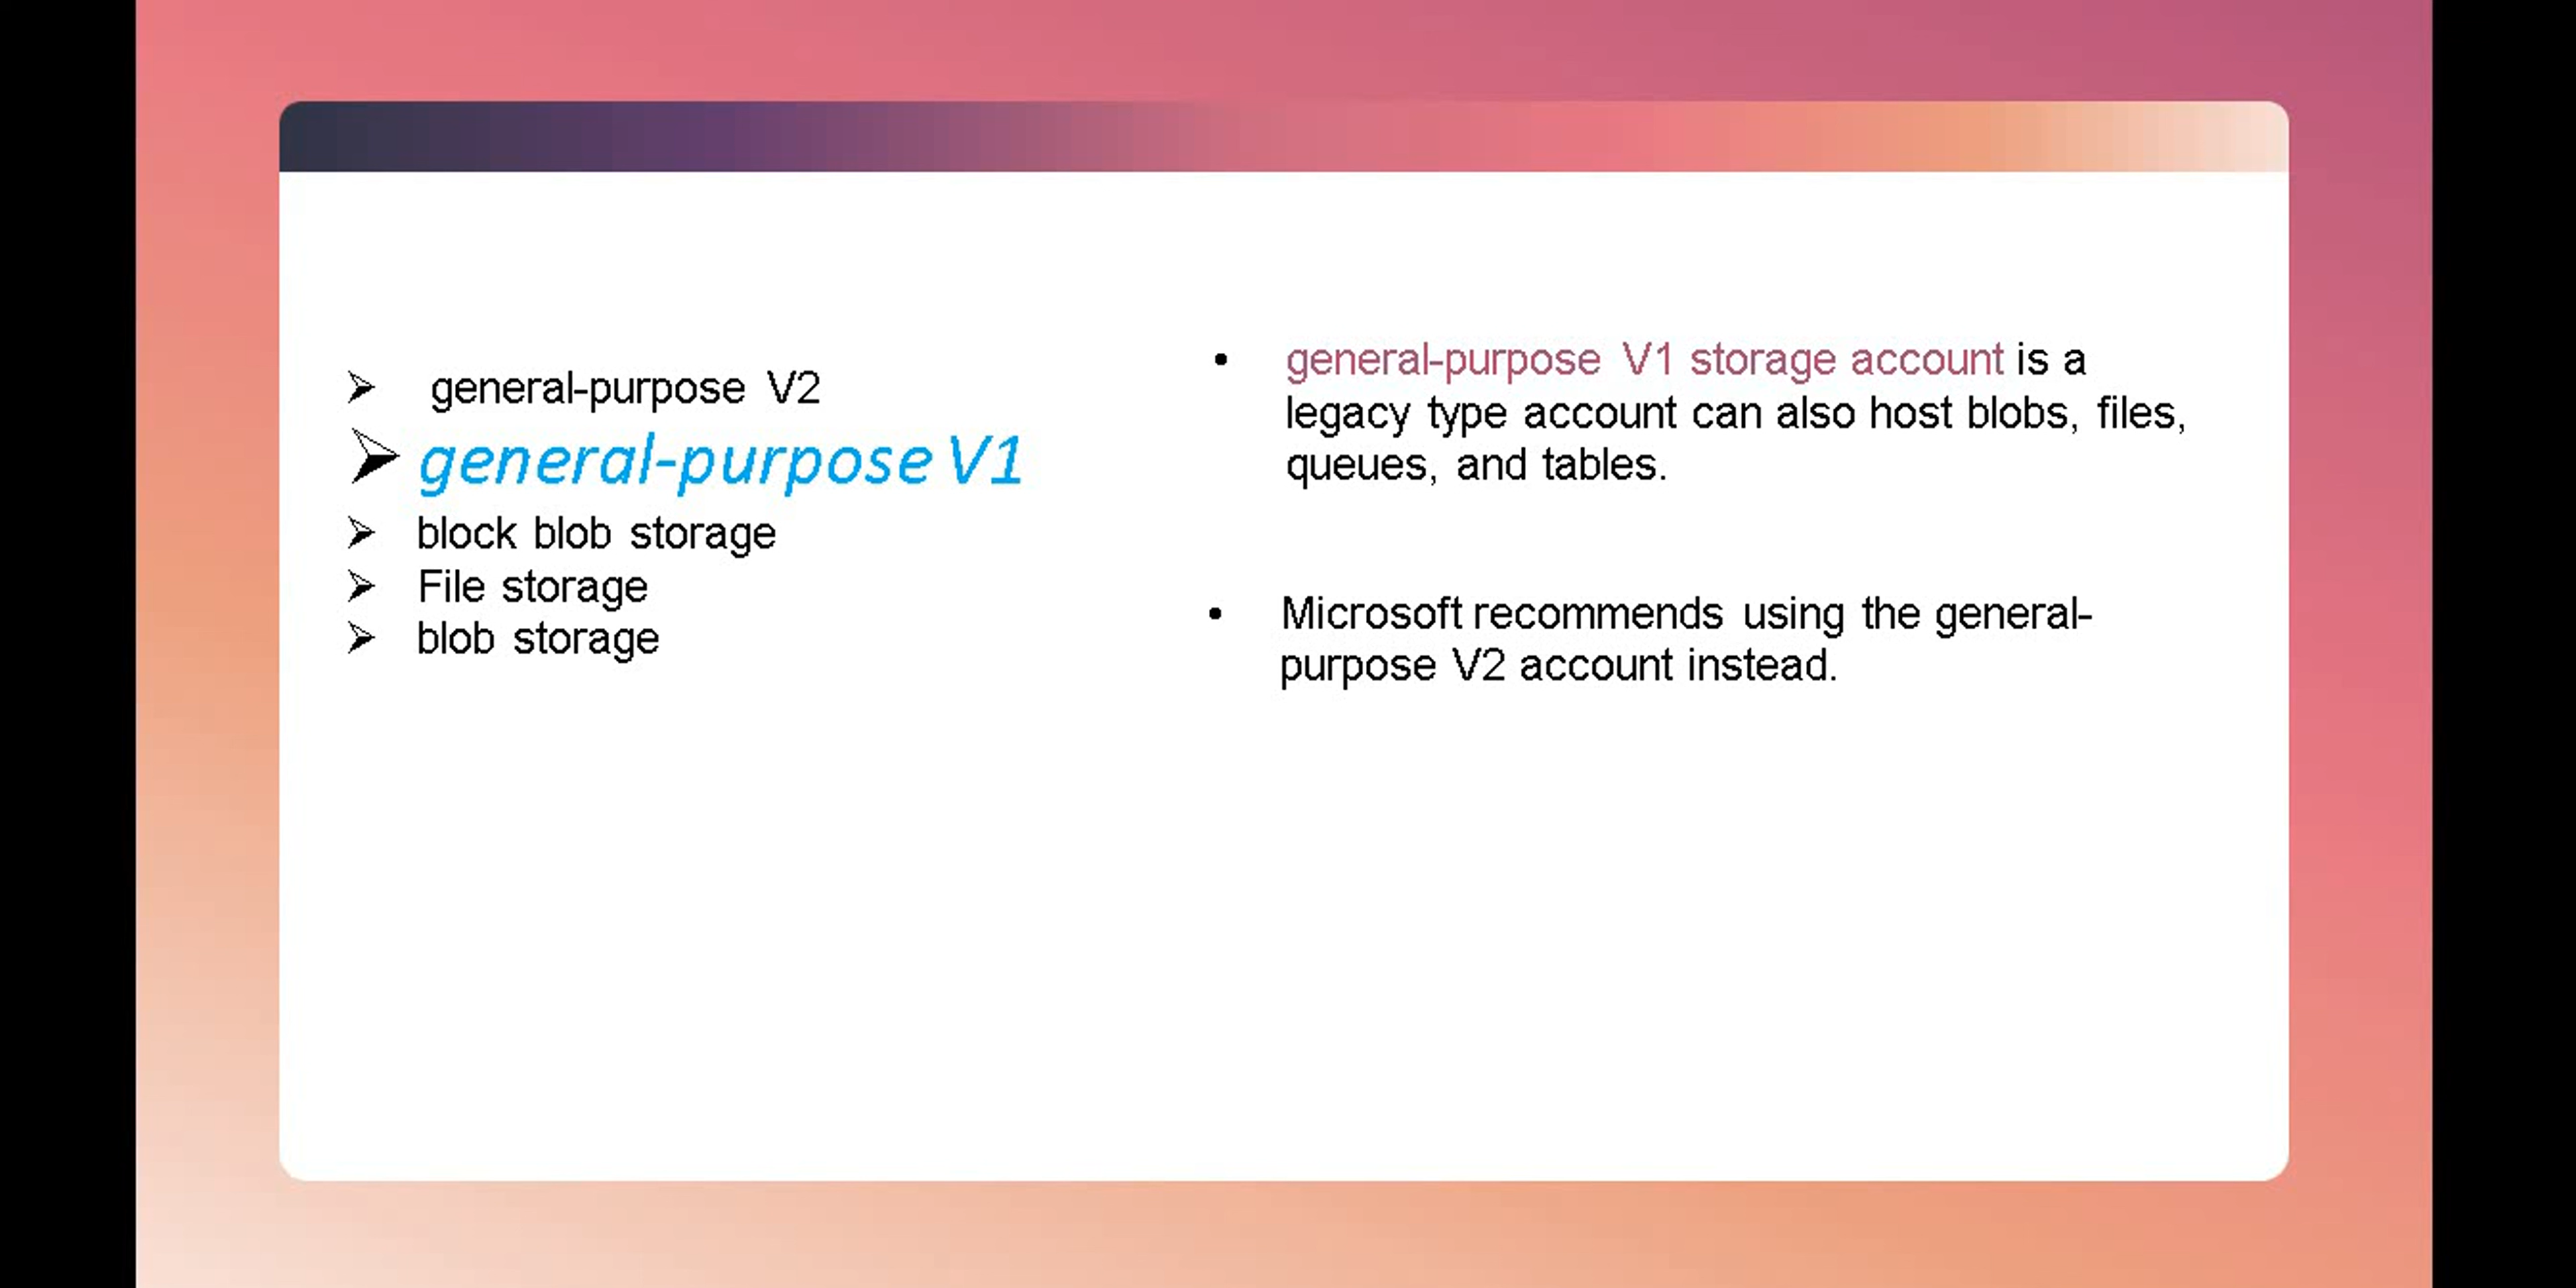 general-purpose V2
general-purpose V1
block blob storage
File storage
blob storage
general-purpose V1 storage account is a
legacy type account can also host blobs, files,
queues, and tables.
Microsoft recommends using the general-
purpose V2 account instead.